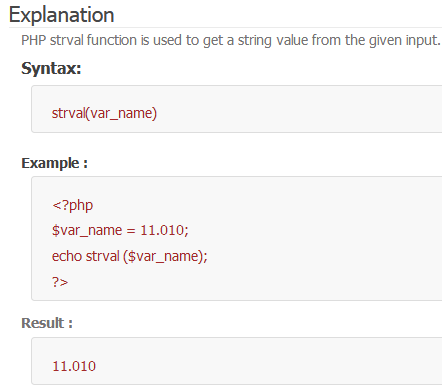 Explanation
PHP strval function is used to get a string value from the given input.
Syntax:
strval(var_name)
Example :
<?php
$var_name = 11.010;
echo strval ($var_name);
?>
Result :
11.010